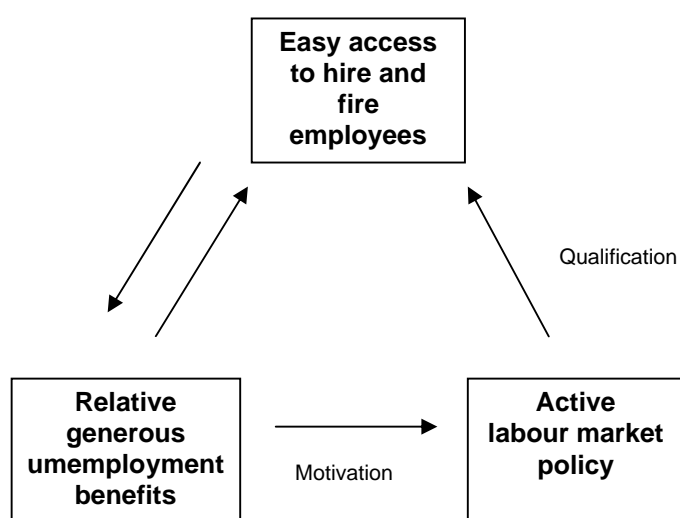 Easy access
to hire and
fire
employees
Qualification
Relative
generous
umemployment
benefits
Motivation
Active
labour market
policy